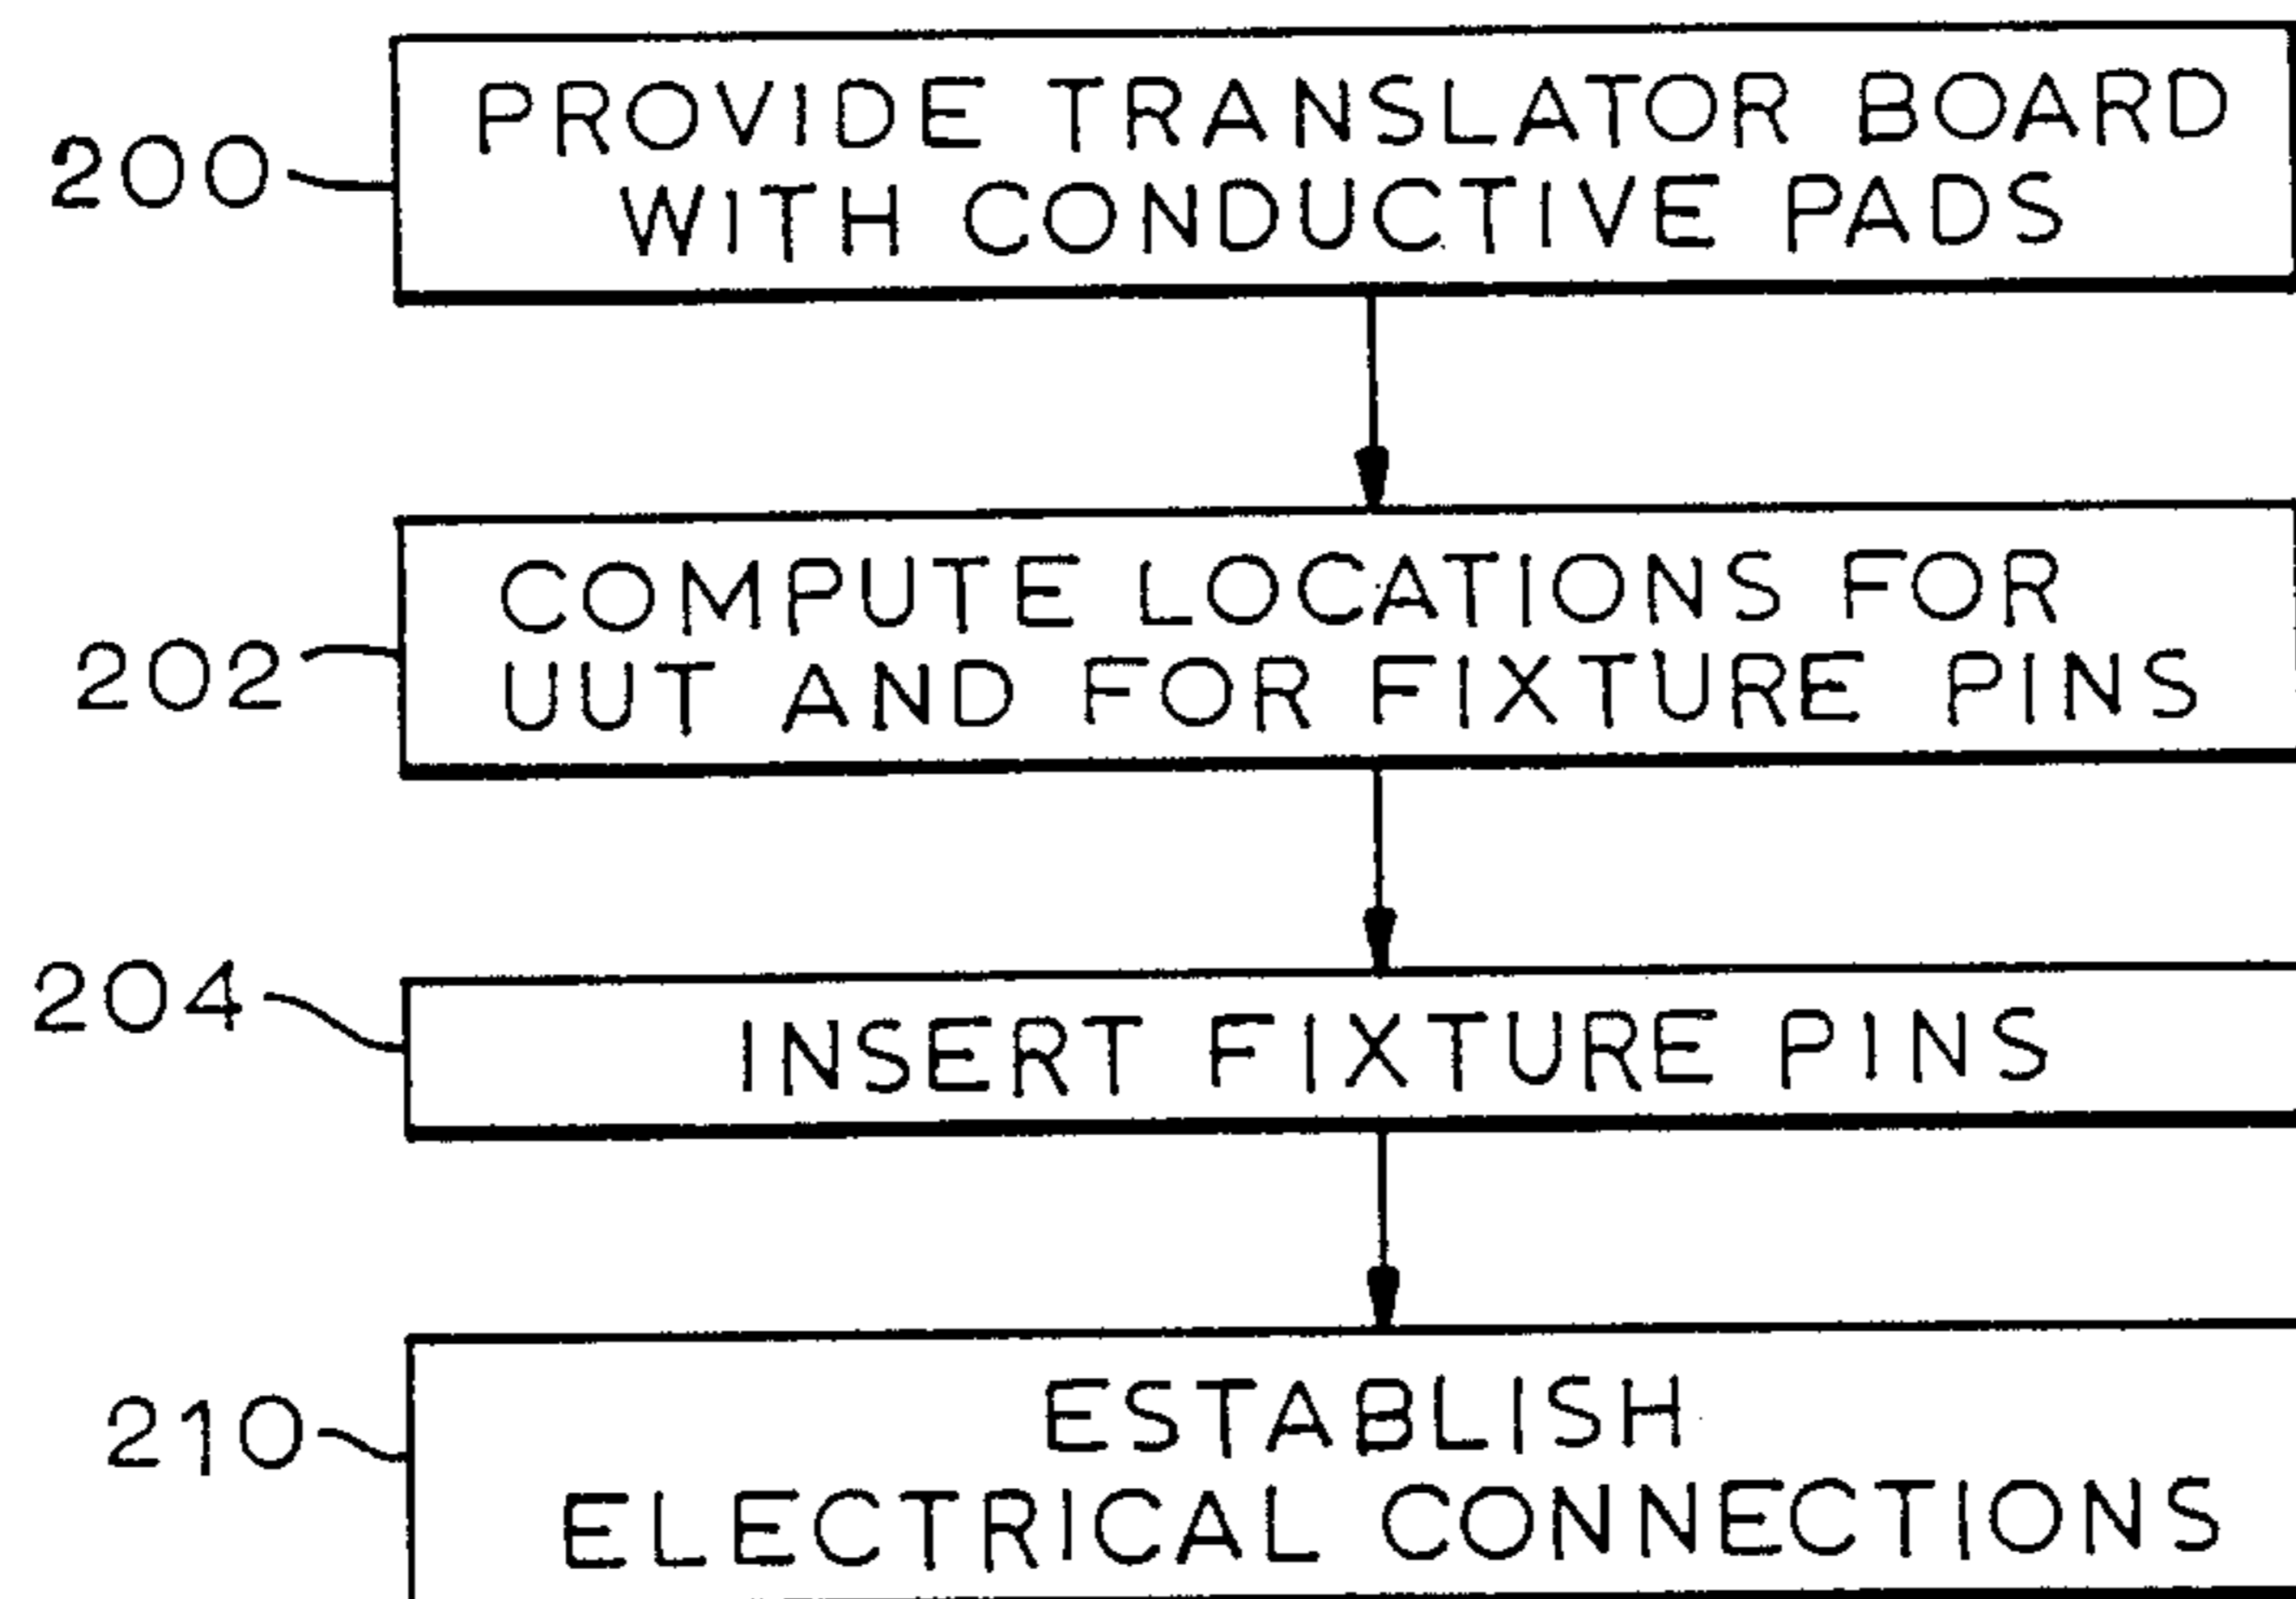 PROVIDE TRANSLATOR BOARD
200
WITH CONDUCTIVE PADS
COMPUTE LOCATIONS FOR
202
UUT AND FOR FIXTURE PINS
204
INSERT FIXTURE PINS
ESTABLISH
210
ELECTRICAL CONNECTIONS